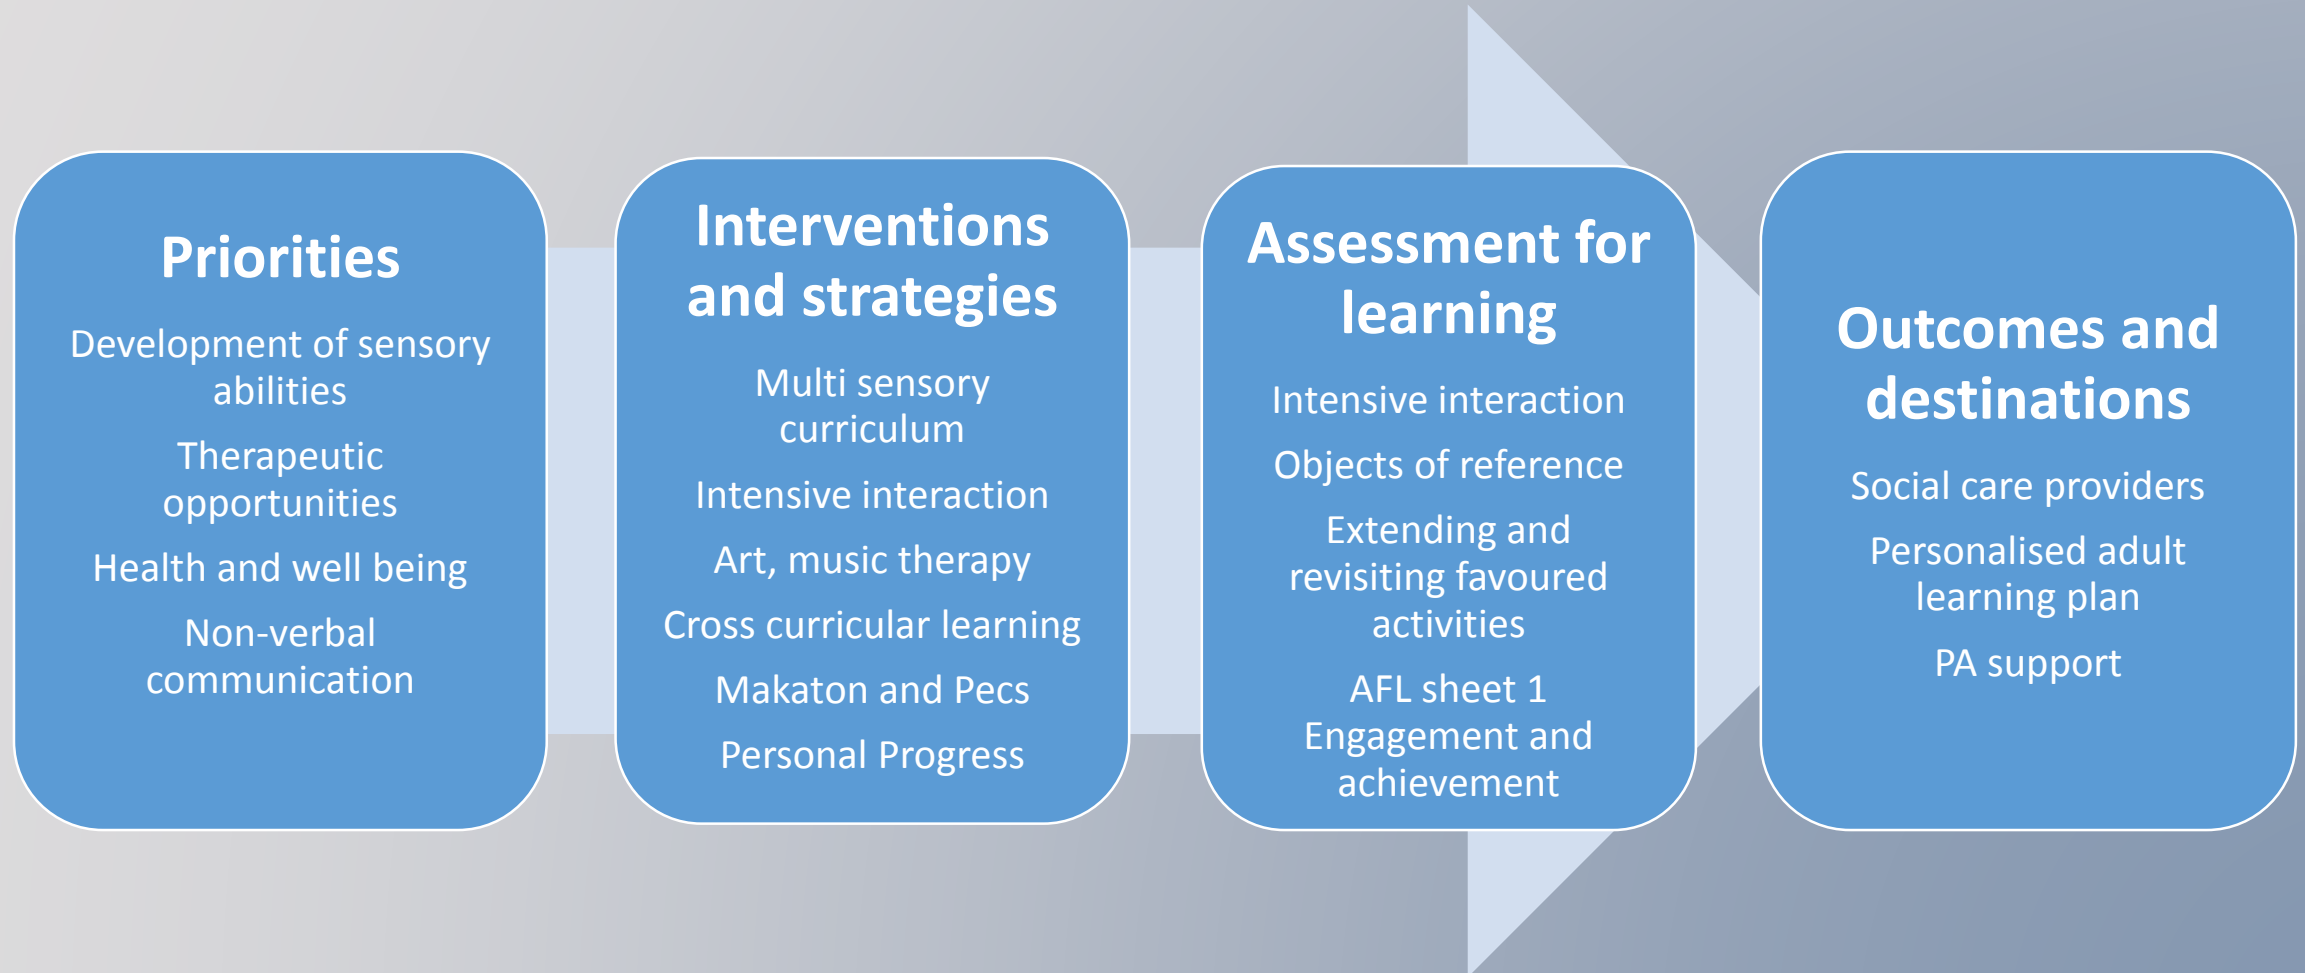 Priorities
Development of sensory
abilities
Therapeutic
opportunities
Health and well being
Non-verbal
communication
Interventions
and strategies
Multi sensory
curriculum
Intensive interaction
Art, music therapy
Cross curricular learning
Makaton and Pecs
Personal Progress
Assessment for
learning
Intensive interaction
Objects of reference
Extending and
revisiting favoured
activities
AFL sheet 1
Engagement and
achievement
Outcomes and
destinations
Social care providers
Personalised adult
learning plan
PA support